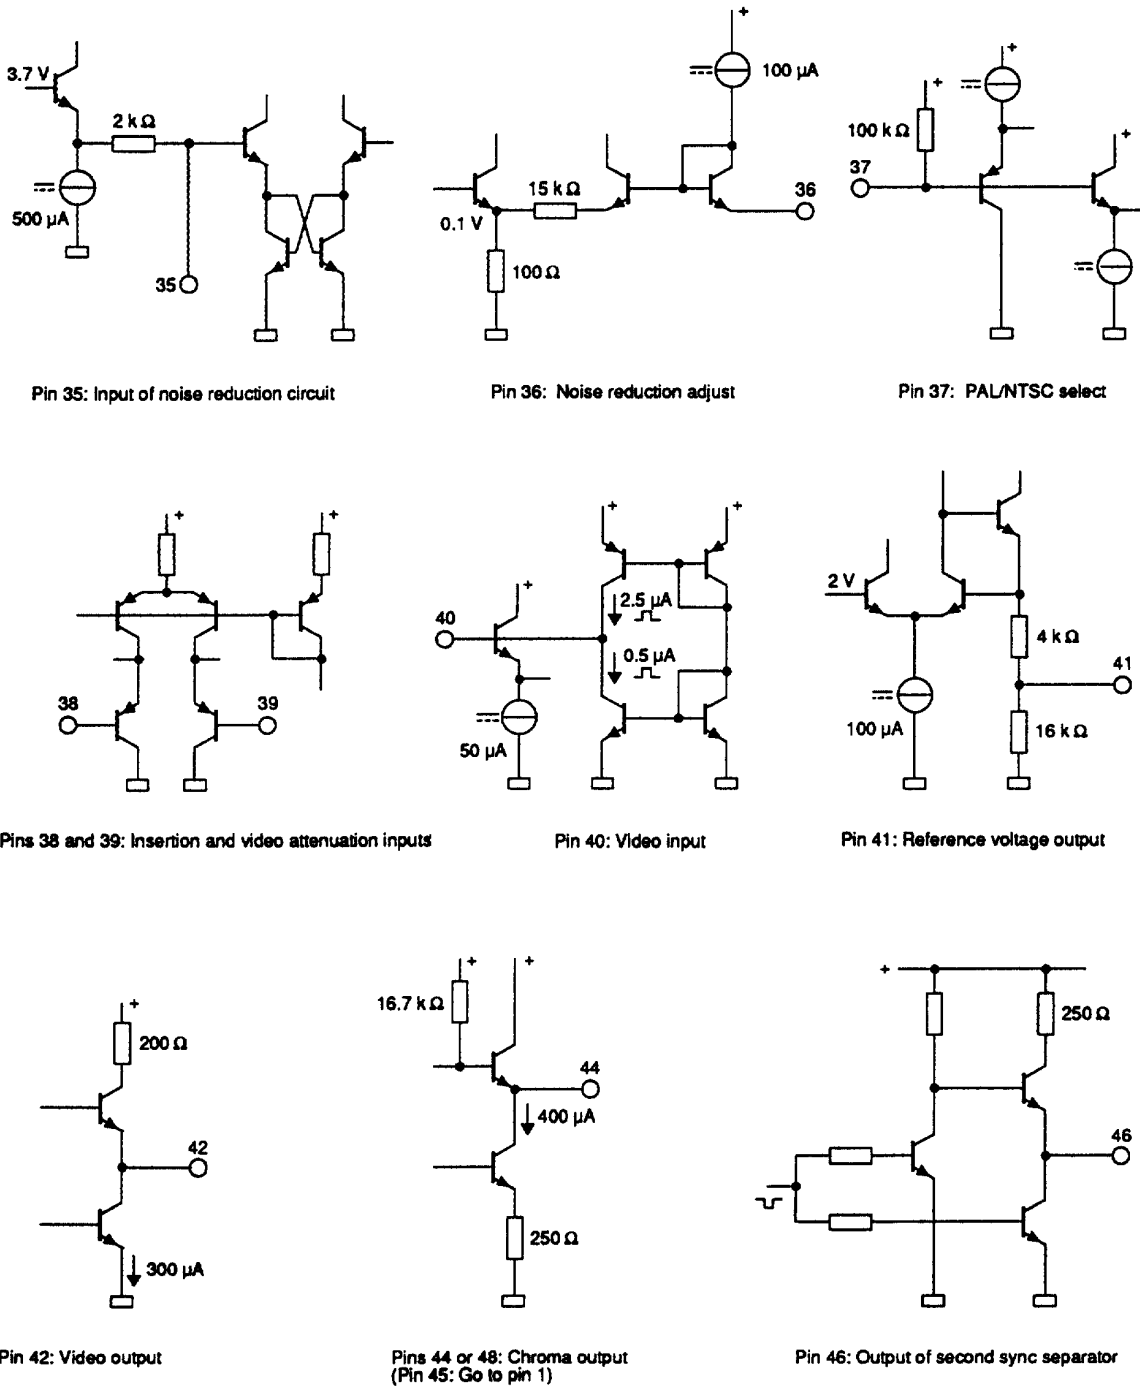 3.7 V
2 kΩ
500 µA
35
Pin 35: Input of noise reduction circuit
+
100 µA
15 kΩ
36
0.1 V
100 Ω
Pin 36: Noise reduction adjust
+
+
100 kΩ
+
37
Pin 37: PAL/NTSC select
+
+
38
39
Pins 38 and 39: Insertion and video attenuation inputs
+
+
+
2.5 µA
40
0.5 µA
50 µA
Pin 40: Video input
2 V
4 kΩ
41
100 µA
16 kΩ
Pin 41: Reference voltage output
+
200 Ω
42
300 µA
Pin 42: Video output
+
+
16.7 kΩ
44
400 µA
250 Ω
Pins 44 or 48: Chroma output
(Pin 45: Go to pin 1)
+
250 Ω
46
Pin 46: Output of second sync separator